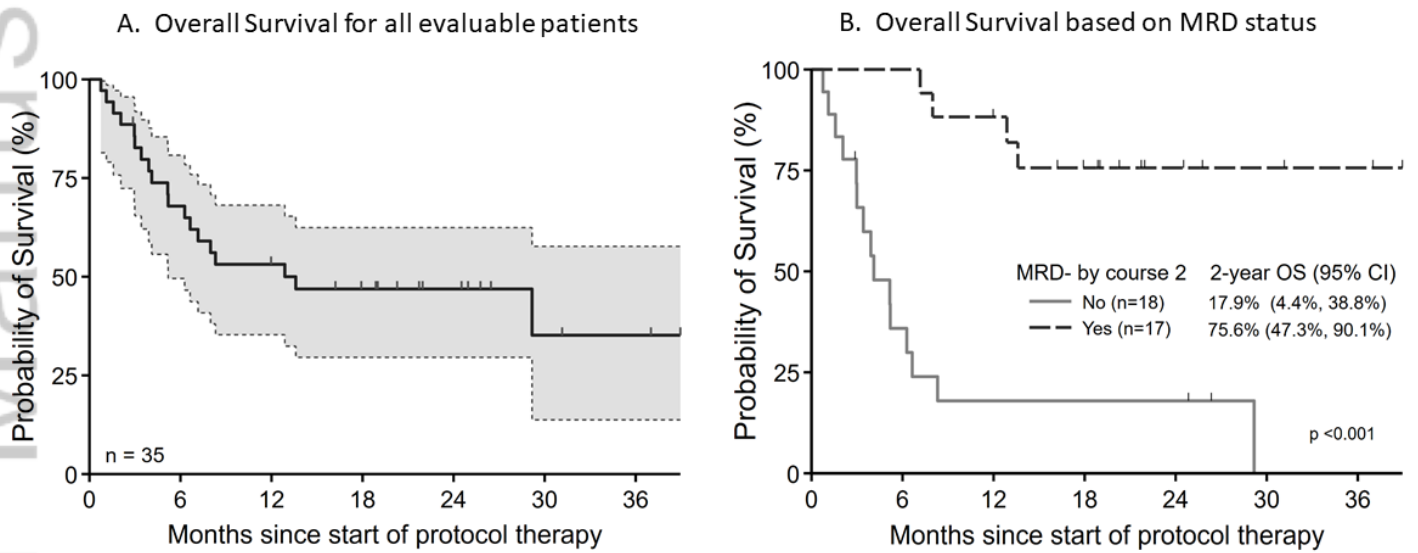 A. Overall Survival for all evaluable patients
Probability of Survival (%)
100
75
50
25
0
n = 35
0 6 12 18 24 30 36
Months since start of protocol therapy
B. Overall Survival based on MRD status
Probability of Survival (%)
100
75
50
25
0
MRD- by course 2 2-year OS (95% CI)
No (n=18) 17.9% (4.4%, 38.8%)
Yes (n=17) 75.6% (47.3%, 90.1%)
p <0.001
0 6 12 18 24 30 36
Months since start of protocol therapy